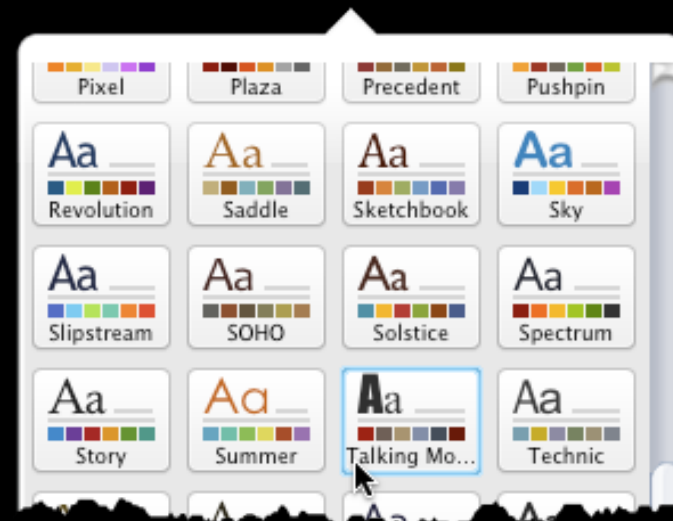 Pixel Plaza Precedent Pushpin
Aa Aa Aa Aa
Revolution Saddle Sketchbook Sky
Aa Aa Aa Aa
Slipstream SOHO Solstice Spectrum
Aa Aa Aa Aa
Story Summer Talking Mo... Technic